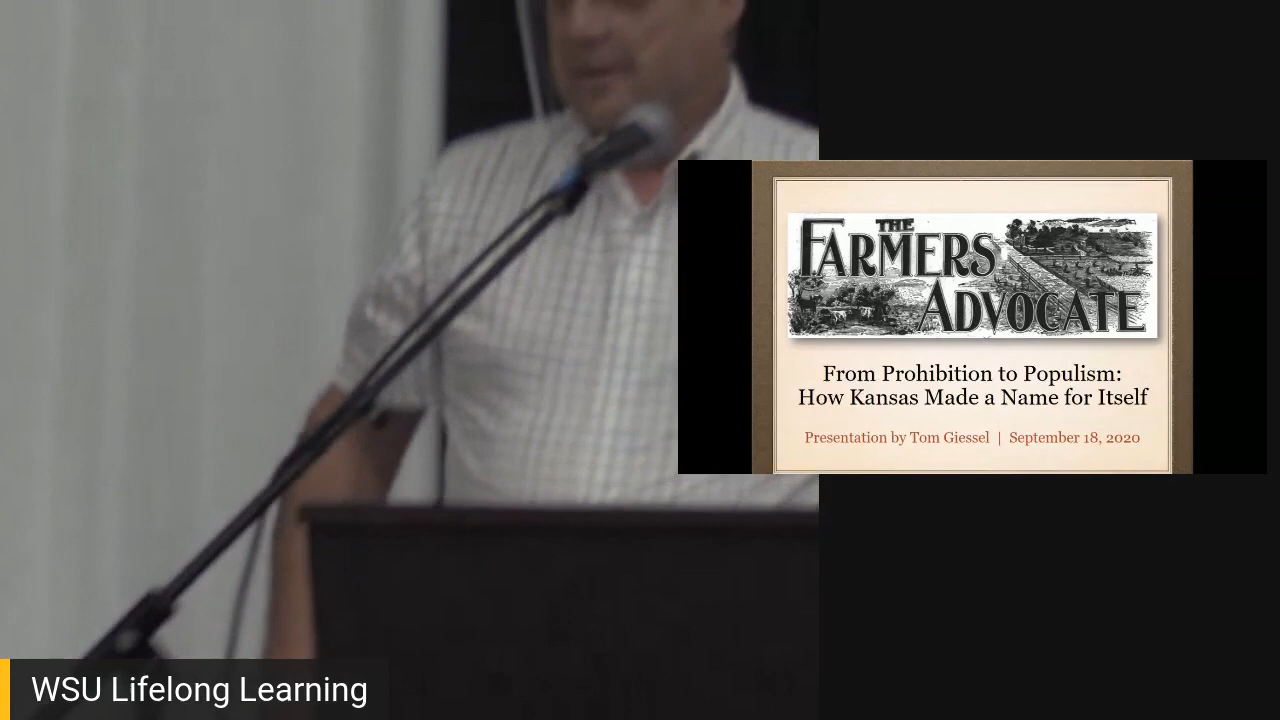 THE
FARMERS
ADVOCATE
From Prohibition to Populism:
How Kansas Made a Name for Itself
Presentation by Tom Giessel | September 18, 2020
WSU Lifelong Learning